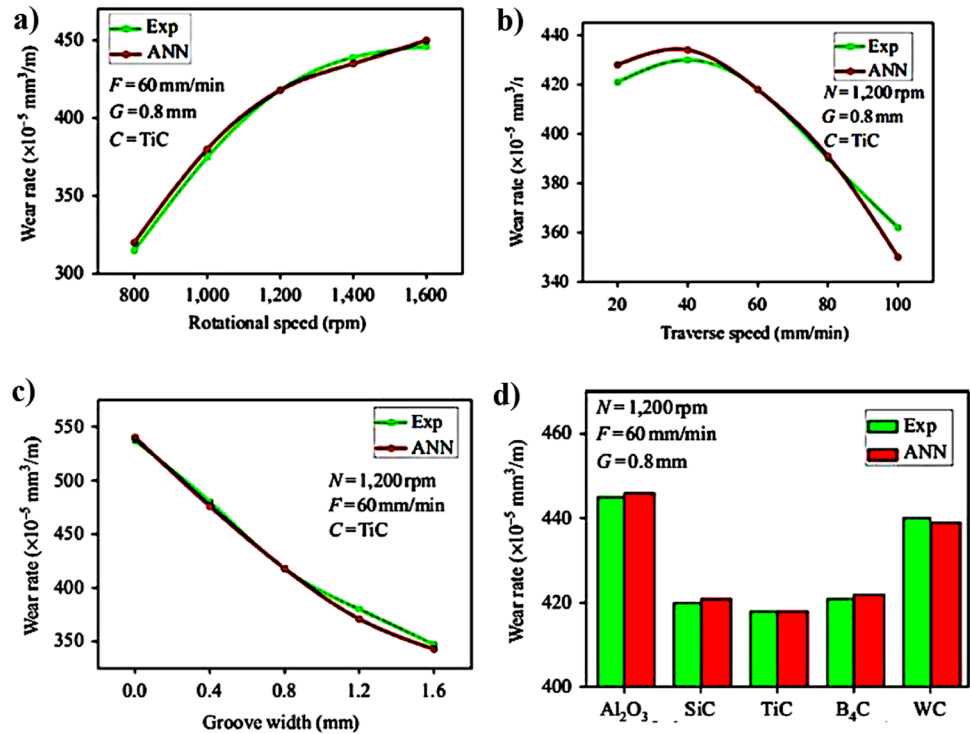 a)
Exp
ANN
F = 60 mm/min
G = 0.8 mm
C = TiC
Wear rate (×10⁻⁵ mm³/m)
450
400
350
300
800 1,000 1,200 1,400 1,600
Rotational speed (rpm)
b)
Exp
ANN
N = 1,200 rpm
G = 0.8 mm
C = TiC
Wear rate (×10⁻⁵ mm³/ı
440
420
400
380
360
340
20 40 60 80 100
Traverse speed (mm/min)
c)
Exp
ANN
N = 1,200 rpm
F = 60 mm/min
C = TiC
Wear rate (×10⁻⁵ mm³/m)
550
500
450
400
350
0.0 0.4 0.8 1.2 1.6
Groove width (mm)
d)
N = 1,200 rpm
F = 60 mm/min
G = 0.8 mm
Exp
ANN
Wear rate (×10⁻⁵ mm³/m)
460
440
420
400
Al₂O₃ SiC TiC B₄C WC